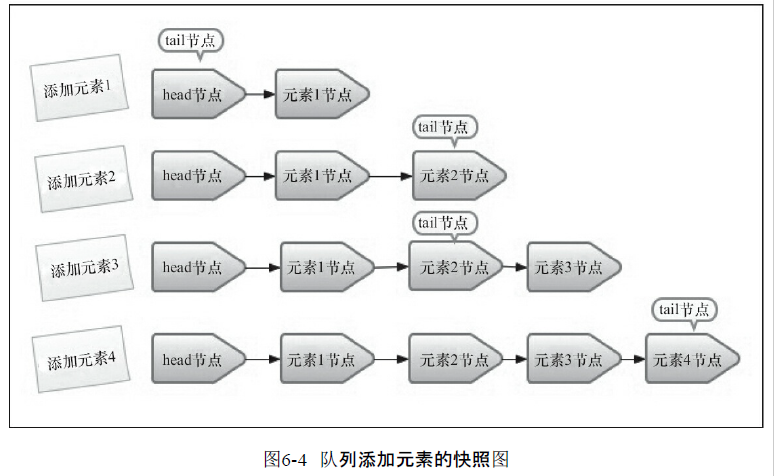 tail节点
添加元素1 head节点 元素1节点
tail节点
添加元素2 head节点 元素1节点 元素2节点
tail节点
添加元素3 head节点 元素1节点 元素2节点 元素3节点
tail节点
添加元素4 head节点 元素1节点 元素2节点 元素3节点 元素4节点
图6-4 队列添加元素的快照图